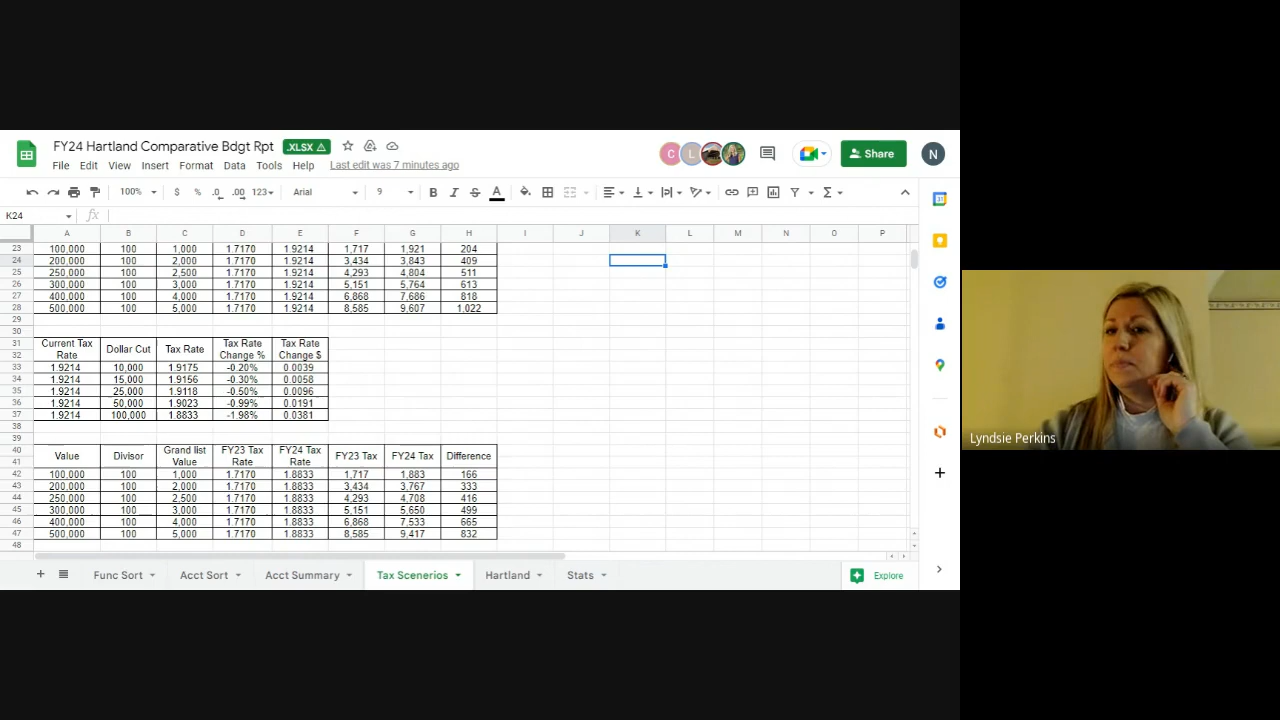 FY24 Hartland Comparative Bdgt Rpt .XLSX
File Edit View Insert Format Data Tools Help Last edit was 7 minutes ago
C L Share N
100% $ % .0 .00 123 Arial 9 B I S A
K24 fx
A B C D E F G H I J K L M N O P
23 100,000 100 1,000 1.7170 1.9214 1,717 1,921 204
24 200,000 100 2,000 1.7170 1.9214 3,434 3,843 409
25 250,000 100 2,500 1.7170 1.9214 4,293 4,804 511
26 300,000 100 3,000 1.7170 1.9214 5,151 5,764 613
27 400,000 100 4,000 1.7170 1.9214 6,868 7,686 818
28 500,000 100 5,000 1.7170 1.9214 8,585 9,607 1,022
29
30
31 Current Tax Dollar Cut Tax Rate Tax Rate Tax Rate
32 Rate Change % Change $
33 1.9214 10,000 1.9175 -0.20% 0.0039
34 1.9214 15,000 1.9156 -0.30% 0.0058
35 1.9214 25,000 1.9118 -0.50% 0.0096
36 1.9214 50,000 1.9023 -0.99% 0.0191
37 1.9214 100,000 1.8833 -1.98% 0.0381
38
39
40 Value Divisor Grand list FY23 Tax FY24 Tax FY23 Tax FY24 Tax Difference
41 Value Rate Rate
42 100,000 100 1,000 1.7170 1.8833 1,717 1,883 166
43 200,000 100 2,000 1.7170 1.8833 3,434 3,767 333
44 250,000 100 2,500 1.7170 1.8833 4,293 4,708 416
45 300,000 100 3,000 1.7170 1.8833 5,151 5,650 499
46 400,000 100 4,000 1.7170 1.8833 6,868 7,533 665
47 500,000 100 5,000 1.7170 1.8833 8,585 9,417 832
48
Func Sort Acct Sort Acct Summary Tax Scenerios Hartland Stats Explore
Lyndsie Perkins